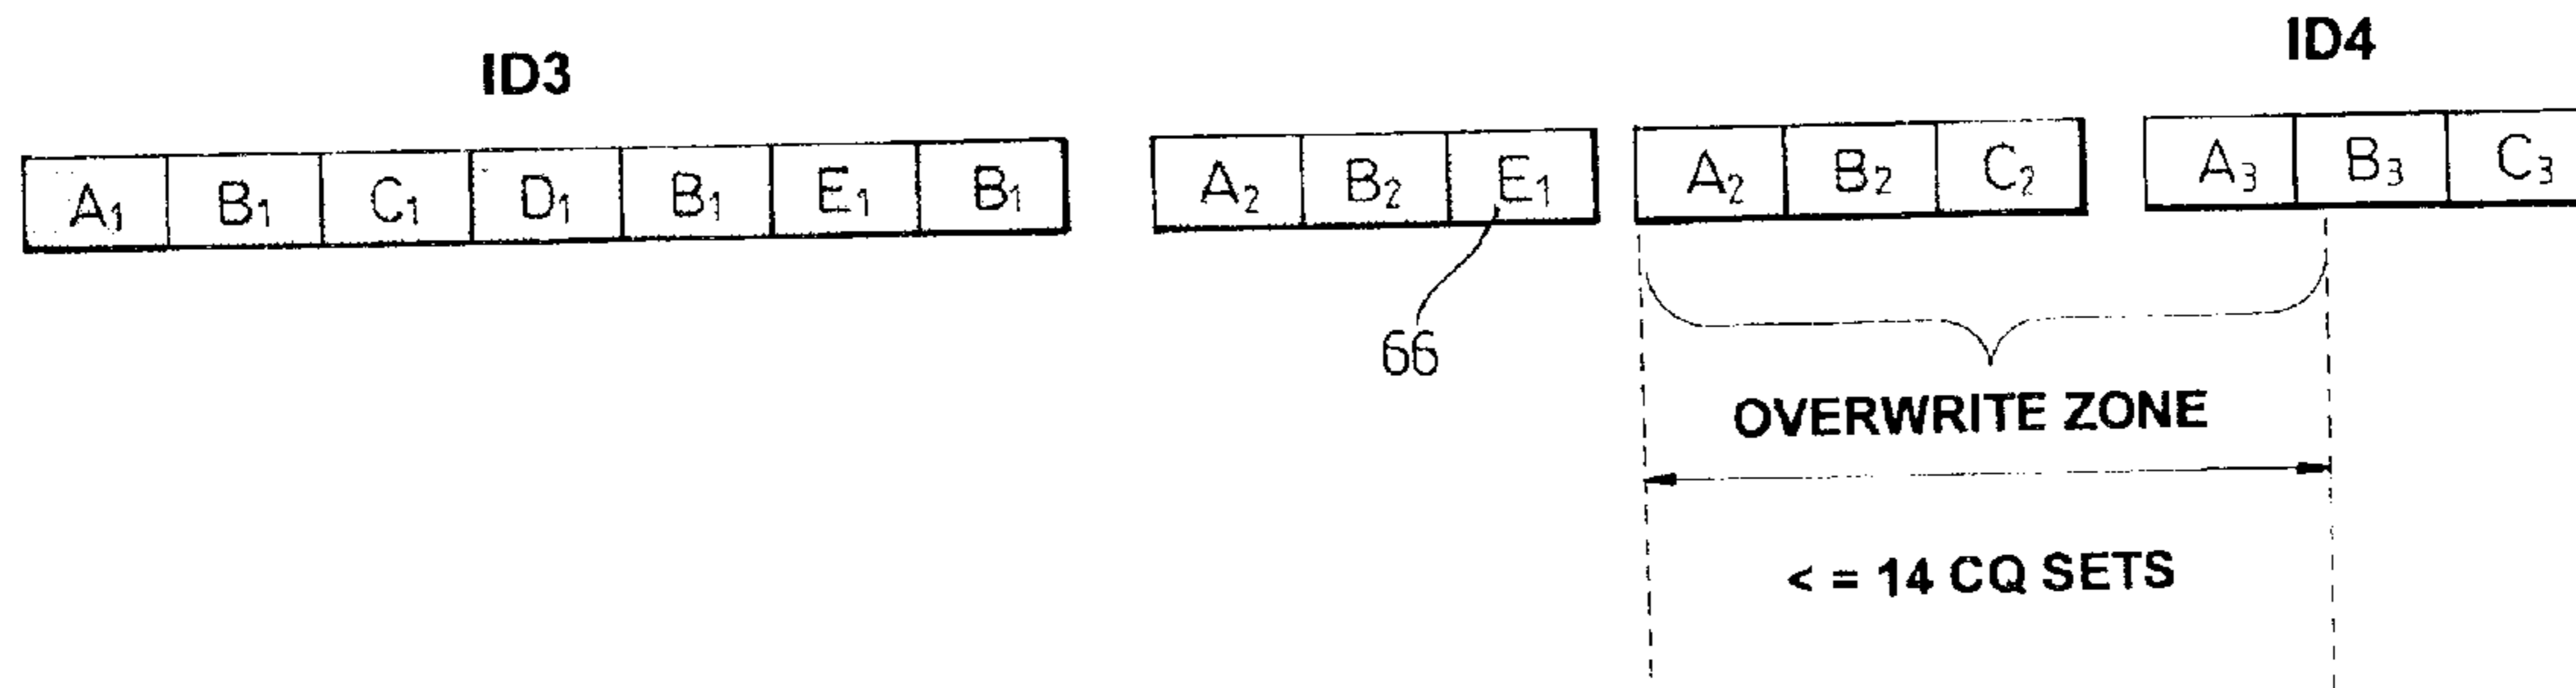 ID3
ID4
A₁ B₁ C₁ D₁ B₁ E₁ B₁
A₂ B₂ E₁
A₂ B₂ C₂
A₃ B₃ C₃
66
OVERWRITE ZONE
< = 14 CQ SETS